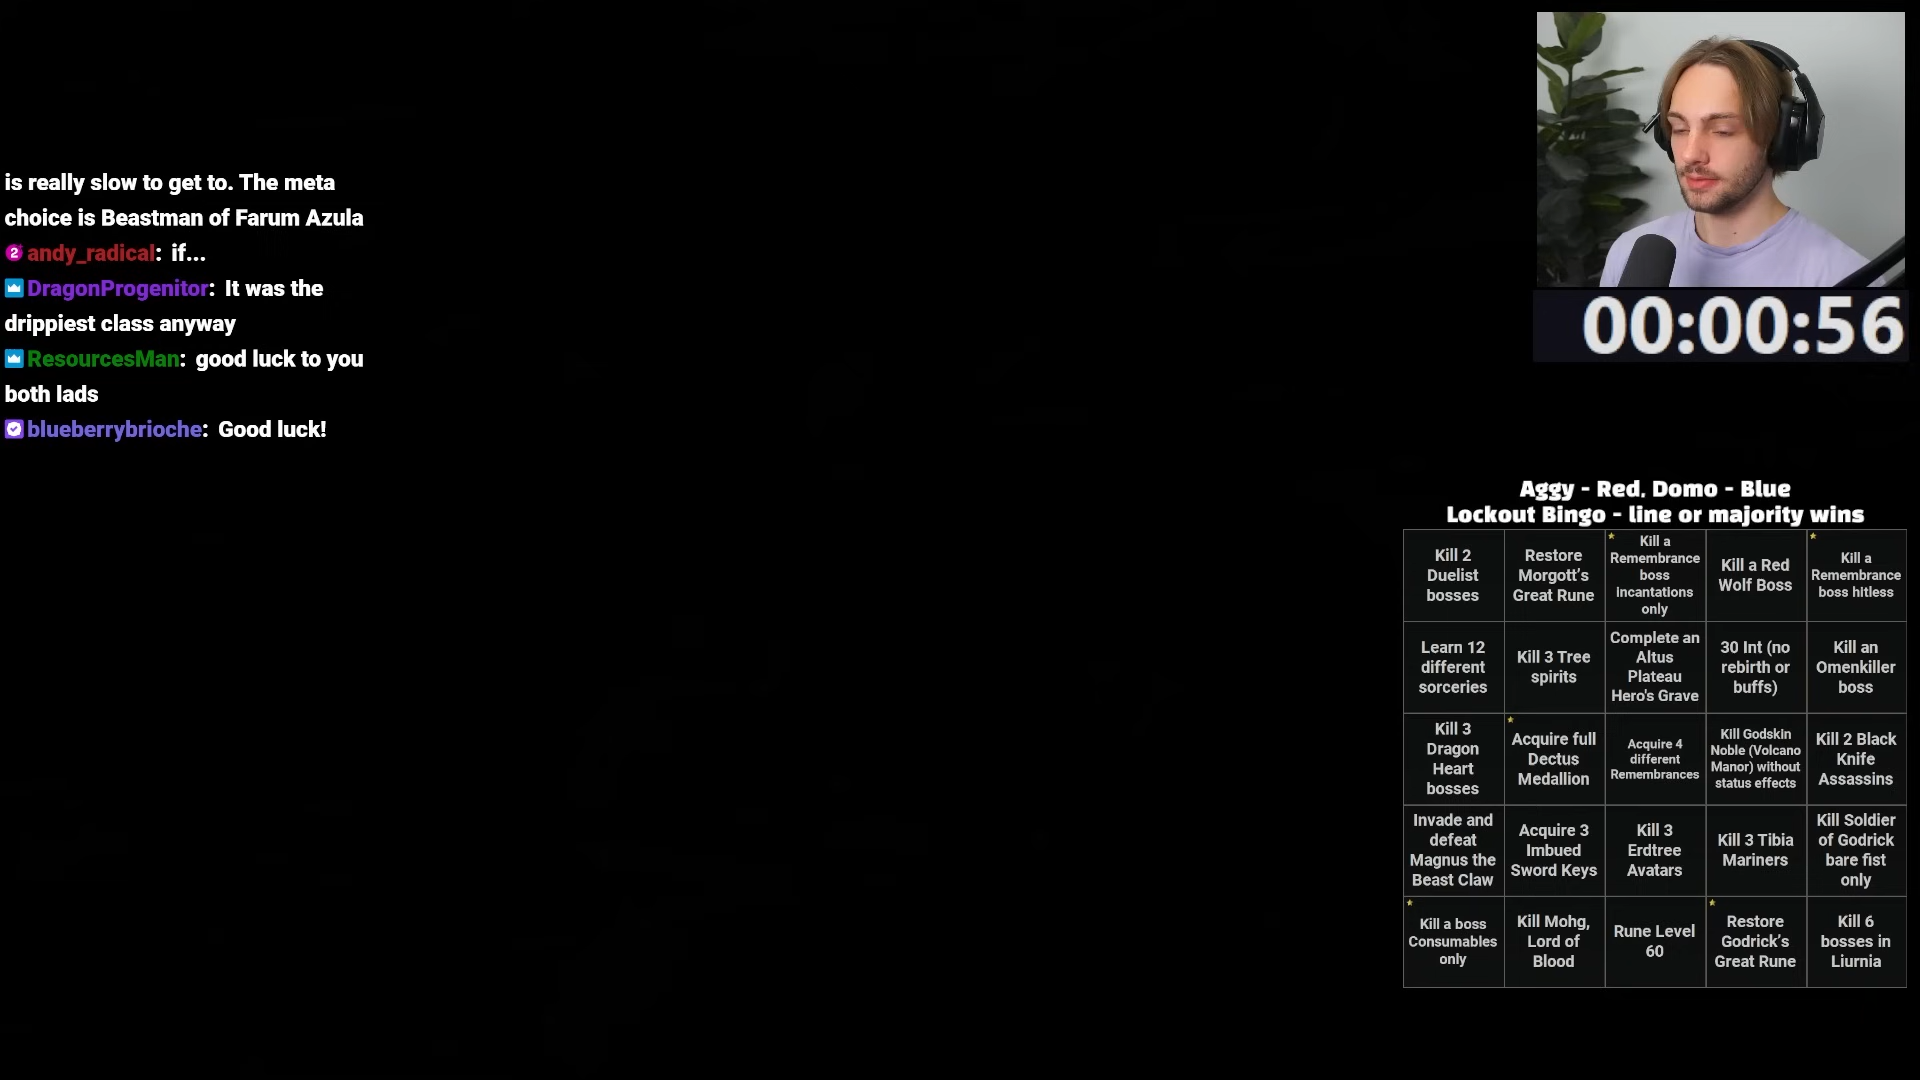 is really slow to get to. The meta
choice is Beastman of Farum Azula
2 andy_radical: if...
DragonProgenitor: It was the
drippiest class anyway
ResourcesMan: good luck to you
both lads
blueberrybrioche: Good luck!
00:00:56
Aggy - Red, Domo - Blue
Lockout Bingo - line or majority wins
Kill 2
Duelist
bosses
Restore
Morgott's
Great Rune
Kill a
Remembrance
boss
Incantations
only
Kill a Red
Wolf Boss
Kill a
Remembrance
boss hitless
Learn 12
different
sorceries
Kill 3 Tree
spirits
Complete an
Altus
Plateau
Hero's Grave
30 Int (no
rebirth or
buffs)
Kill an
Omenkiller
boss
Kill 3
Dragon
Heart
bosses
Acquire full
Dectus
Medallion
Acquire 4
different
Remembrances
Kill Godskin
Noble (Volcano
Manor) without
status effects
Kill 2 Black
Knife
Assassins
Invade and
defeat
Magnus the
Beast Claw
Acquire 3
Imbued
Sword Keys
Kill 3
Erdtree
Avatars
Kill 3 Tibia
Mariners
Kill Soldier
of Godrick
bare fist
only
Kill a boss
Consumables
only
Kill Mohg,
Lord of
Blood
Rune Level
60
Restore
Godrick's
Great Rune
Kill 6
bosses in
Liurnia